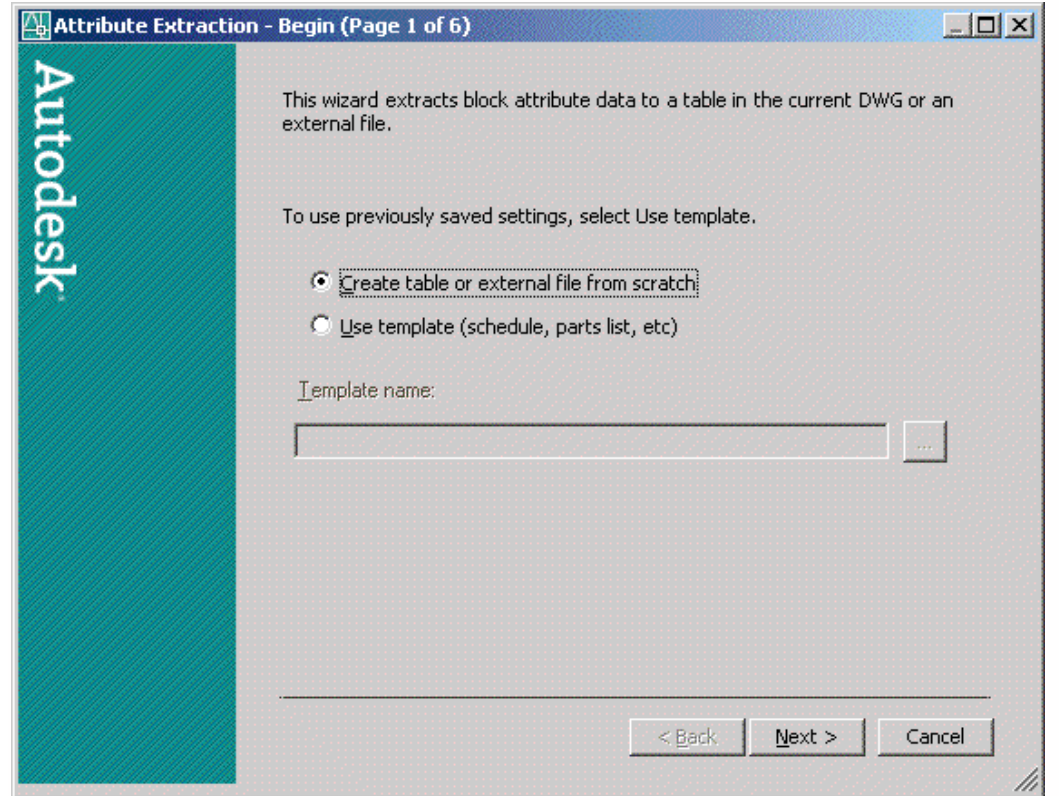 Attribute Extraction - Begin (Page 1 of 6)
Autodesk
This wizard extracts block attribute data to a table in the current DWG or an
external file.
To use previously saved settings, select Use template.
Create table or external file from scratch
Use template (schedule, parts list, etc)
Template name:
...
< Back Next > Cancel